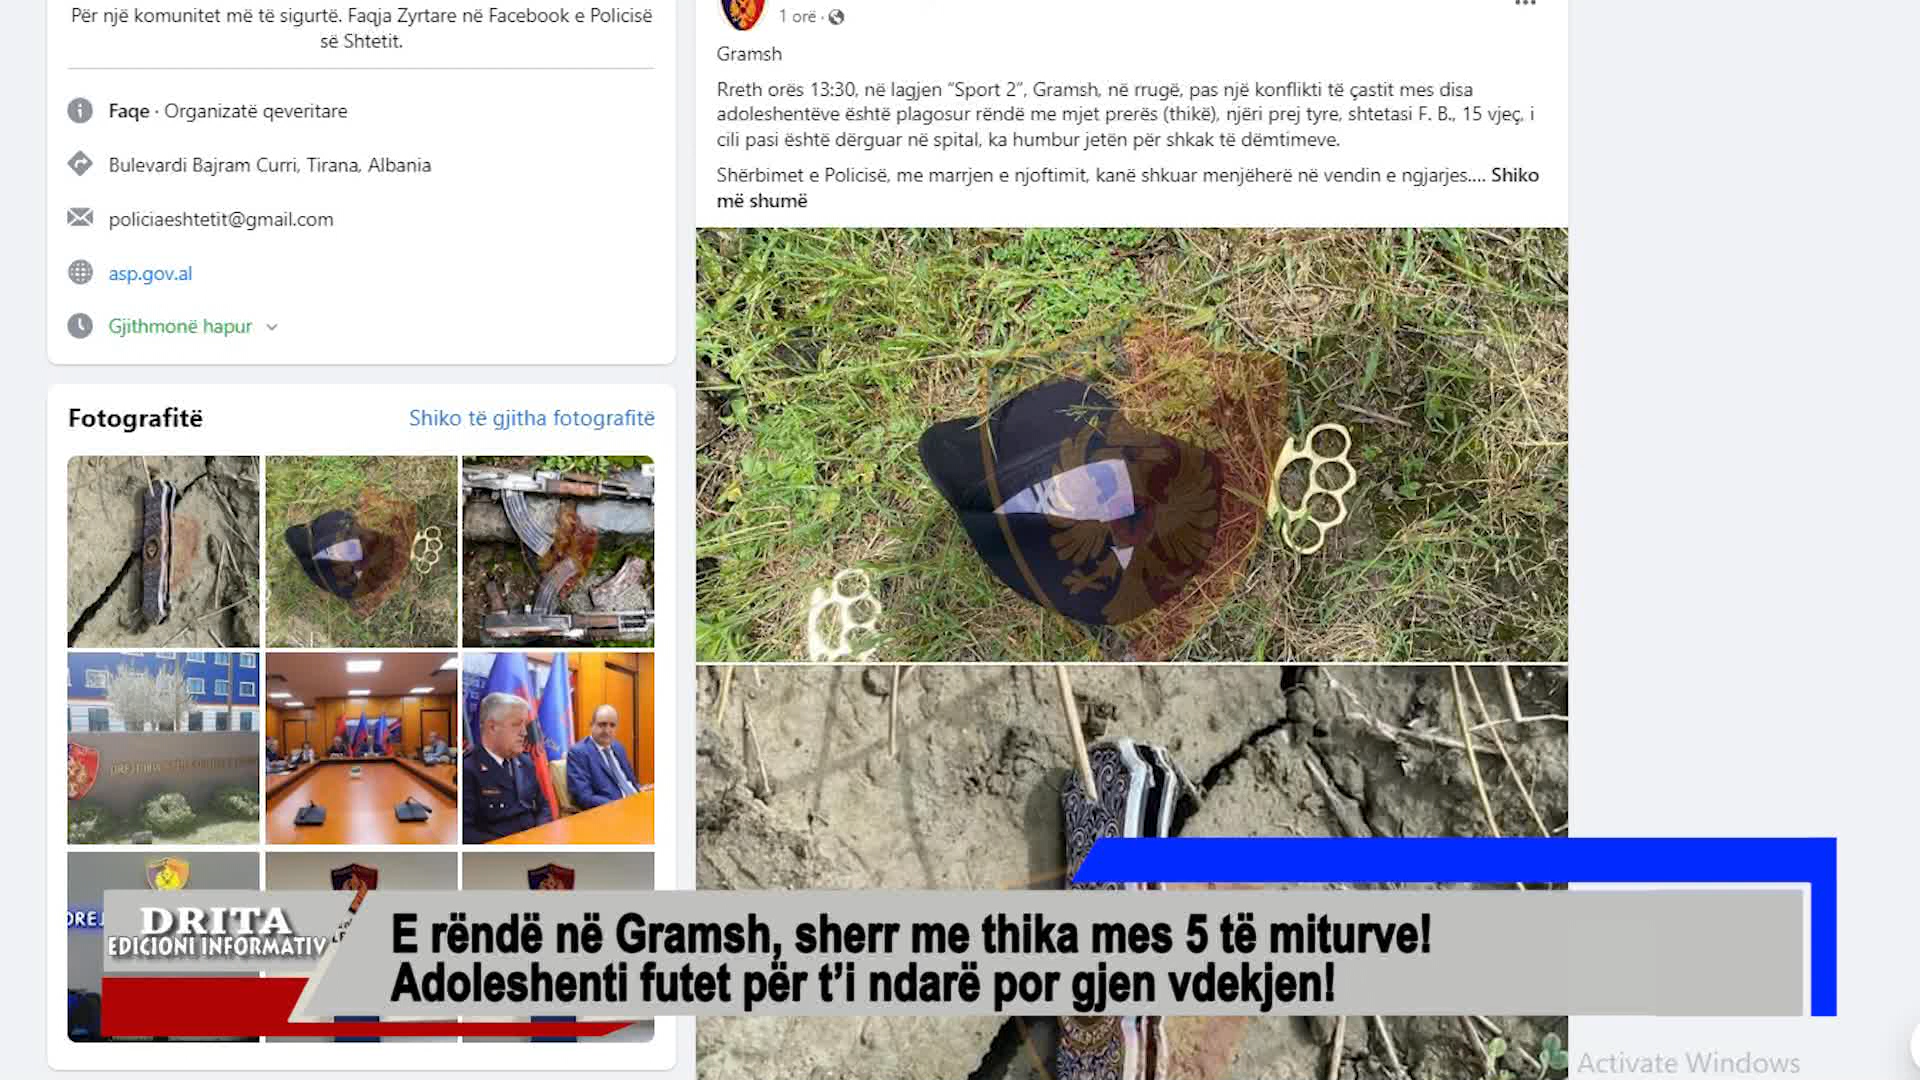 Për një komunitet më të sigurtë. Faqja Zyrtare në Facebook e Policisë
së Shtetit.
Faqe · Organizatë qeveritare
Bulevardi Bajram Curri, Tirana, Albania
policiaeshtetit@gmail.com
asp.gov.al
Gjithmonë hapur
Fotografitë
Shiko të gjitha fotografitë
1 orë ·
Gramsh
Rreth orës 13:30, në lagjen “Sport 2”, Gramsh, në rrugë, pas një konflikti të çastit mes disa
adoleshentëve është plagosur rëndë me mjet prerës (thikë), njëri prej tyre, shtetasi F. B., 15 vjeç, i
cili pasi është dërguar në spital, ka humbur jetën për shkak të dëmtimeve.
Shërbimet e Policisë, me marrjen e njoftimit, kanë shkuar menjëherë në vendin e ngjarjes.... Shiko
më shumë
DRITA
EDICIONI INFORMATIV
E rëndë në Gramsh, sherr me thika mes 5 të miturve!
Adoleshenti futet për t’i ndarë por gjen vdekjen!
Activate Windows